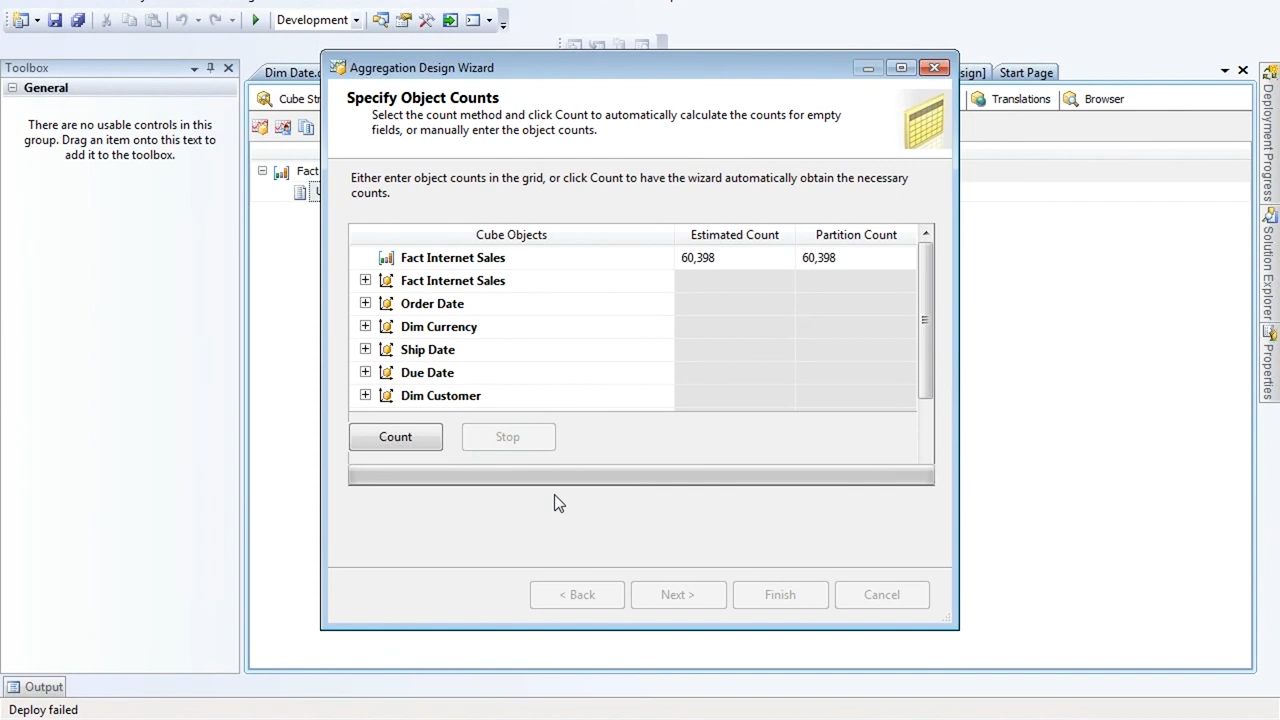 Development
Toolbox
General
There are no usable controls in this
group. Drag an item onto this text to
add it to the toolbox.
Dim Date.
sign]
Start Page
Cube Str
Translations
Browser
Fact
Aggregation Design Wizard
Specify Object Counts
Select the count method and click Count to automatically calculate the counts for empty
fields, or manually enter the object counts.
Either enter object counts in the grid, or click Count to have the wizard automatically obtain the necessary
counts.
Cube Objects Estimated Count Partition Count
Fact Internet Sales 60,398 60,398
Fact Internet Sales
Order Date
Dim Currency
Ship Date
Due Date
Dim Customer
Count Stop
< Back Next > Finish Cancel
Deployment Progress
Solution Explorer
Properties
Output
Deploy failed